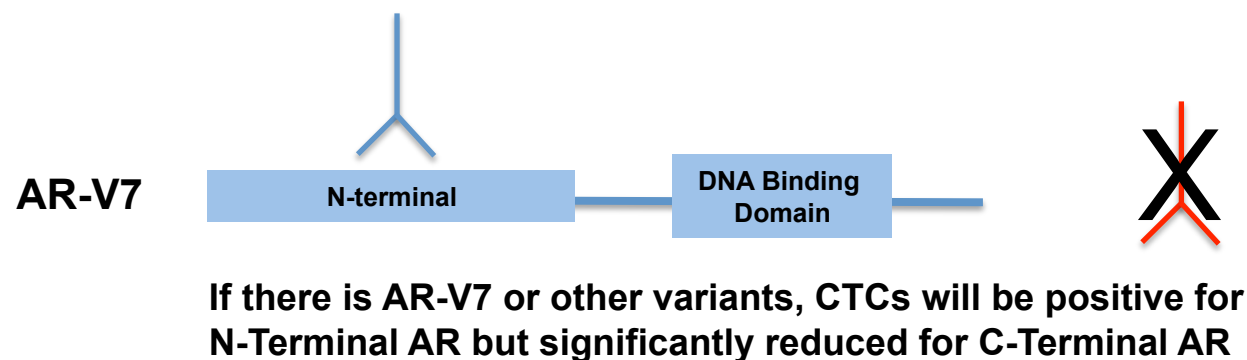 AR-V7
N-terminal
DNA Binding
Domain
If there is AR-V7 or other variants, CTCs will be positive for
N-Terminal AR but significantly reduced for C-Terminal AR